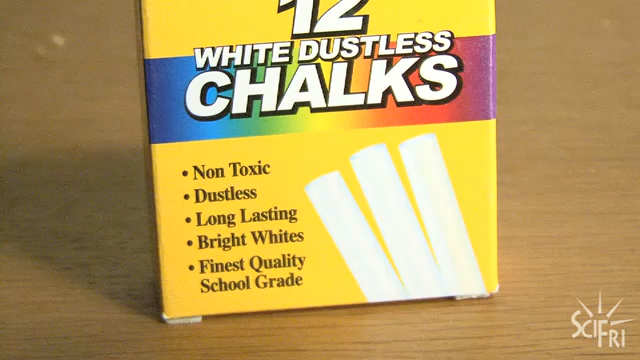 12
WHITE DUSTLESS
CHALKS
• Non Toxic
• Dustless
• Long Lasting
• Bright Whites
• Finest Quality
School Grade
SCI
FRI